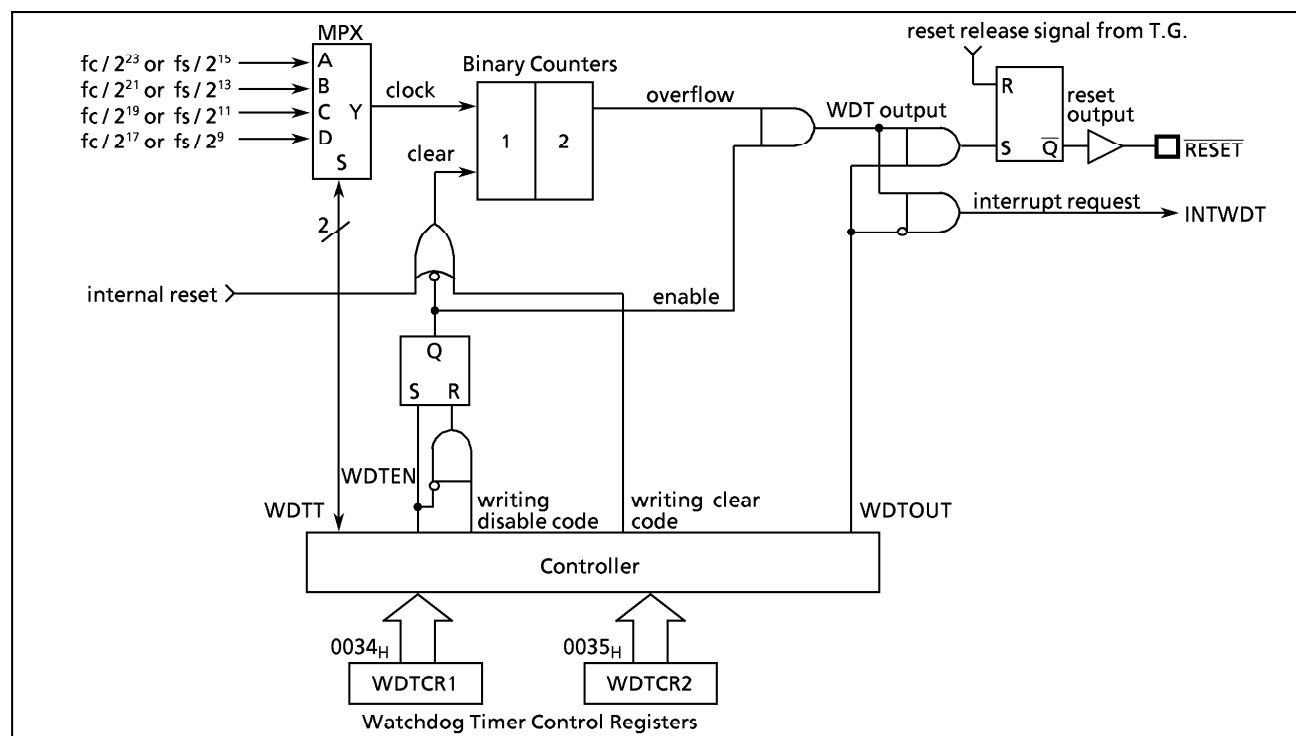 MPX
reset release signal from T.G.
fc / 2²³ or fs / 2¹⁵
A
fc / 2²¹ or fs / 2¹³
B
fc / 2¹⁹ or fs / 2¹¹
C
Y
fc / 2¹⁷ or fs / 2⁹
D
S
clock
clear
Binary Counters
1
2
overflow
WDT output
R
S
Q̅
reset
output
R̅E̅S̅E̅T̅
interrupt request
INTWDT
2
internal reset
enable
Q
S
R
WDTT
WDTEN
writing
disable code
writing clear
code
WDTOUT
Controller
0034H
0035H
WDTCR1
WDTCR2
Watchdog Timer Control Registers